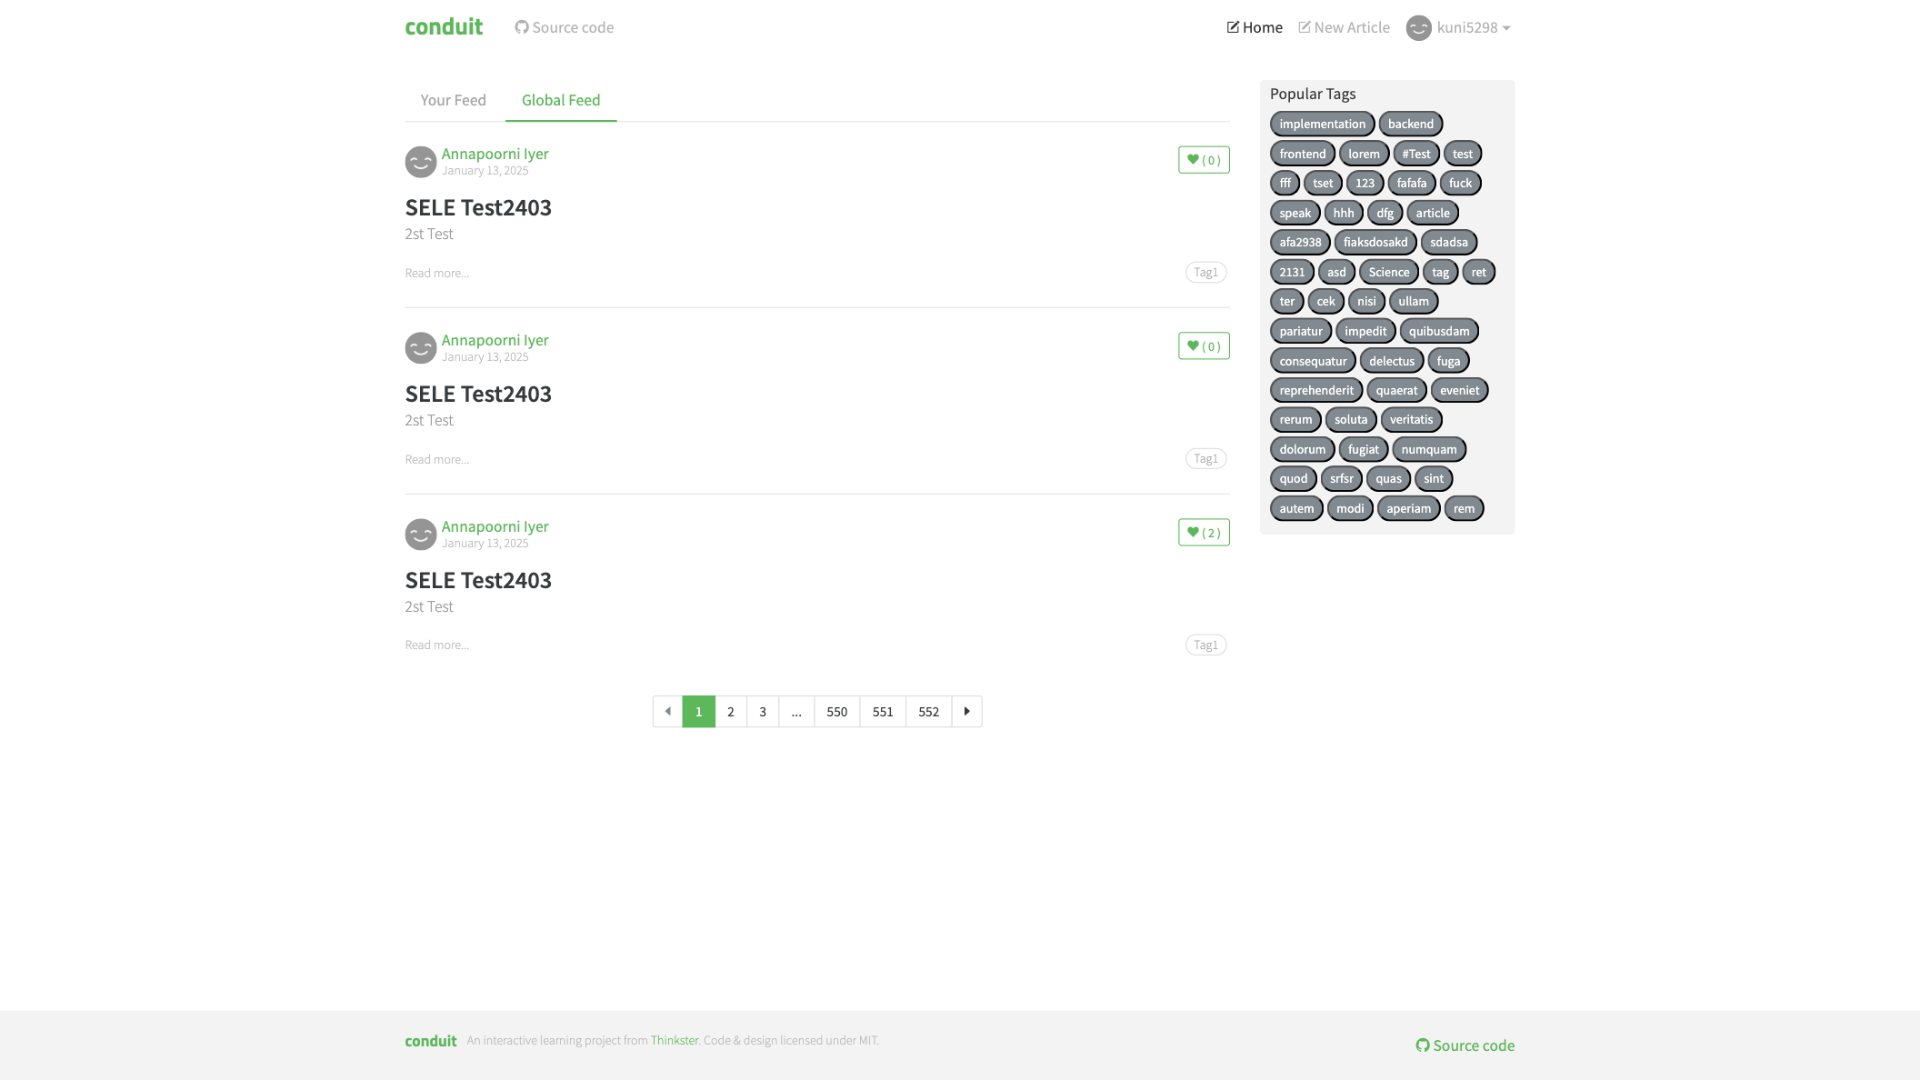 conduit Source code Home New Article kuni5298
Your Feed Global Feed
Annapoorni Iyer
January 13, 2025
( 0 )
SELE Test2403
2st Test
Read more...
Tag1
Annapoorni Iyer
January 13, 2025
( 0 )
SELE Test2403
2st Test
Read more...
Tag1
Annapoorni Iyer
January 13, 2025
( 2 )
SELE Test2403
2st Test
Read more...
Tag1
1 2 3 ... 550 551 552
Popular Tags
implementation backend
frontend lorem #Test test
fff tset 123 fafafa fuck
speak hhh dfg article
afa2938 fiaksdosakd sdadsa
2131 asd Science tag ret
ter cek nisi ullam
pariatur impedit quibusdam
consequatur delectus fuga
reprehenderit quaerat eveniet
rerum soluta veritatis
dolorum fugiat numquam
quod srfsr quas sint
autem modi aperiam rem
conduit An interactive learning project from Thinkster. Code & design licensed under MIT.
Source code